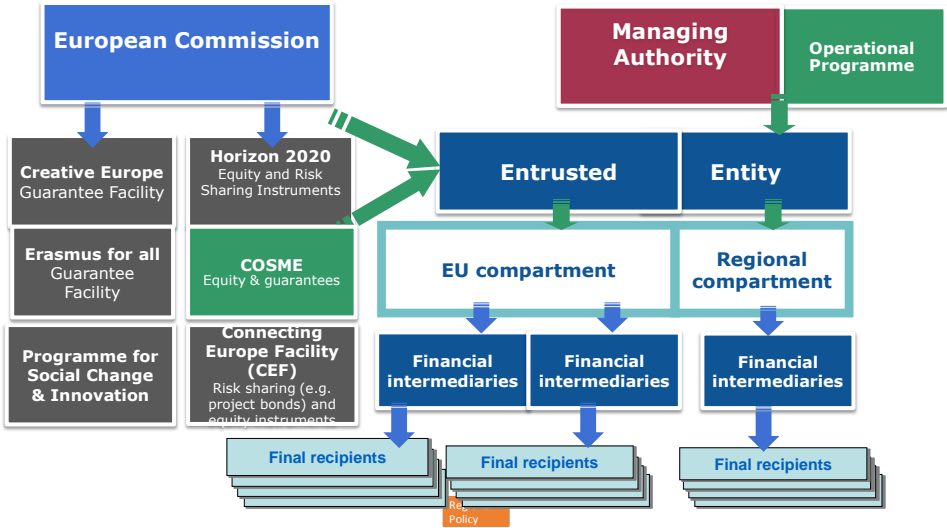 European Commission
Managing
Authority
Operational
Programme
Creative Europe
Guarantee Facility
Horizon 2020
Equity and Risk
Sharing Instruments
Entrusted
Entity
Erasmus for all
Guarantee
Facility
COSME
Equity & guarantees
EU compartment
Regional
compartment
Programme for
Social Change
& Innovation
Connecting
Europe Facility
(CEF)
Risk sharing (e.g.
project bonds) and
equity instruments
Financial
intermediaries
Financial
intermediaries
Financial
intermediaries
Final recipients
Final recipients
Final recipients
Policy